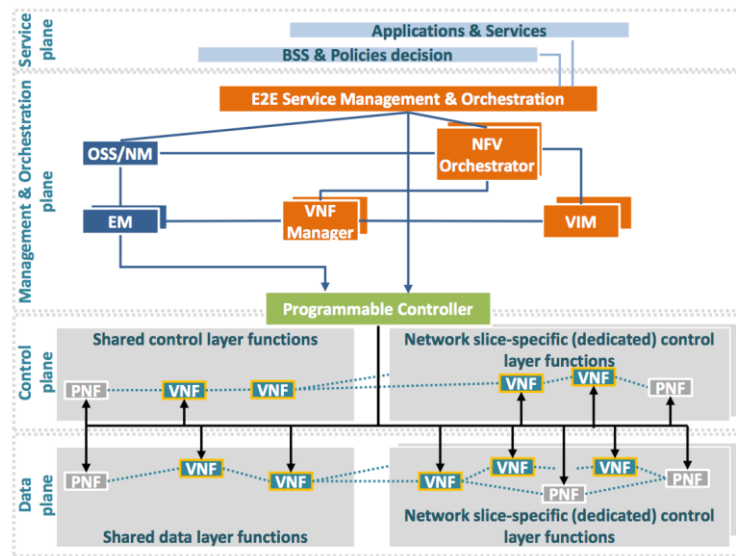 Service
plane
Applications & Services
BSS & Policies decision
Management & Orchestration
plane
E2E Service Management & Orchestration
OSS/NM
NFV
Orchestrator
EM
VNF
Manager
VIM
Programmable Controller
Control
plane
Shared control layer functions
Network slice-specific (dedicated) control
layer functions
PNF
VNF
VNF
VNF
VNF
PNF
Data
plane
PNF
VNF
VNF
VNF
VNF
PNF
VNF
PNF
Shared data layer functions
Network slice-specific (dedicated) control
layer functions